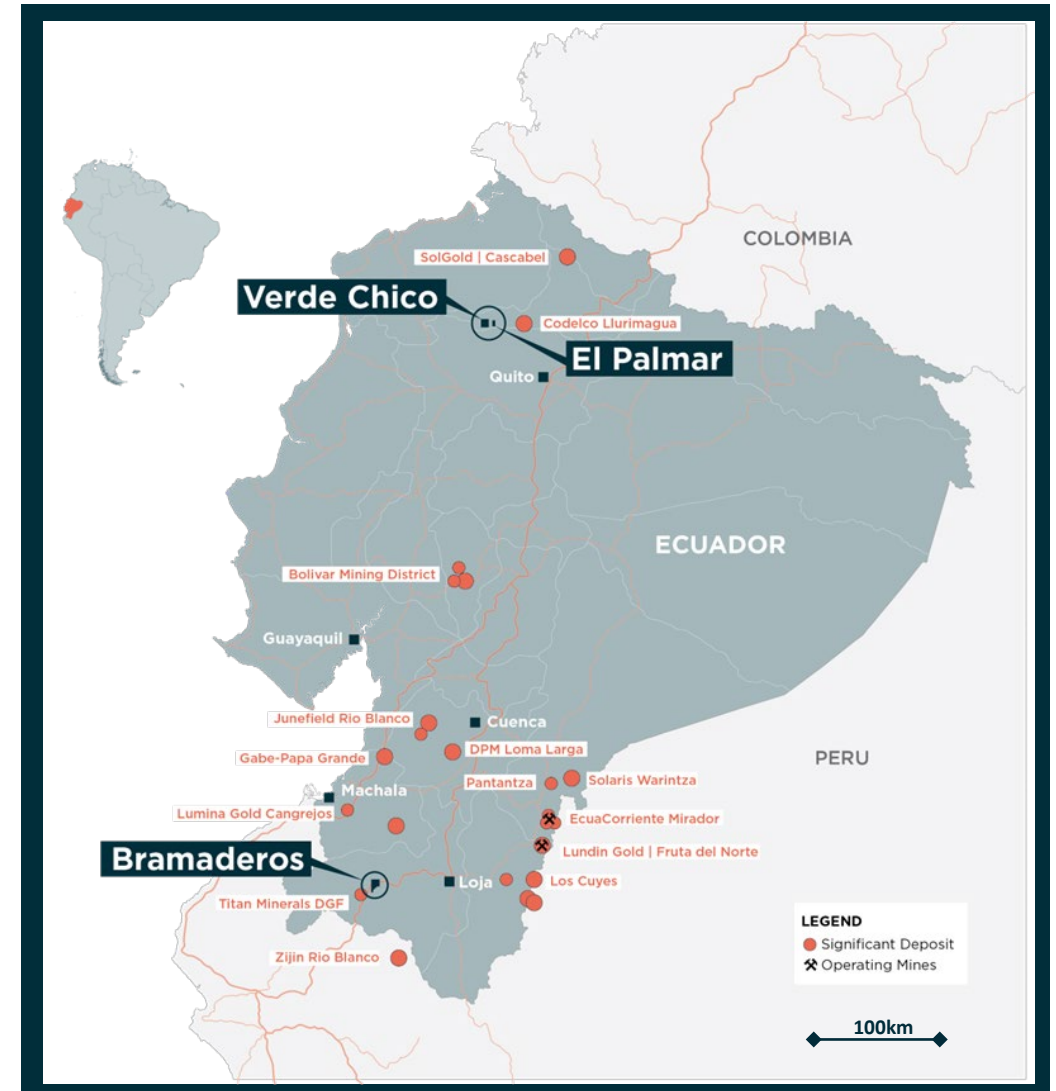 COLOMBIA
SolGold | Cascabel
Verde Chico
Codelco Llurimagua
El Palmar
Quito
ECUADOR
Bolivar Mining District
Guayaquil
Junefield Rio Blanco
Cuenca
DPM Loma Larga
Gabe-Papa Grande
PERU
Pantantza
Solaris Warintza
Machala
Lumina Gold Cangrejos
EcuaCorriente Mirador
Lundin Gold | Fruta del Norte
Bramaderos
Loja
Los Cuyes
Titan Minerals DGF
Zijin Rio Blanco
LEGEND
Significant Deposit
Operating Mines
100km